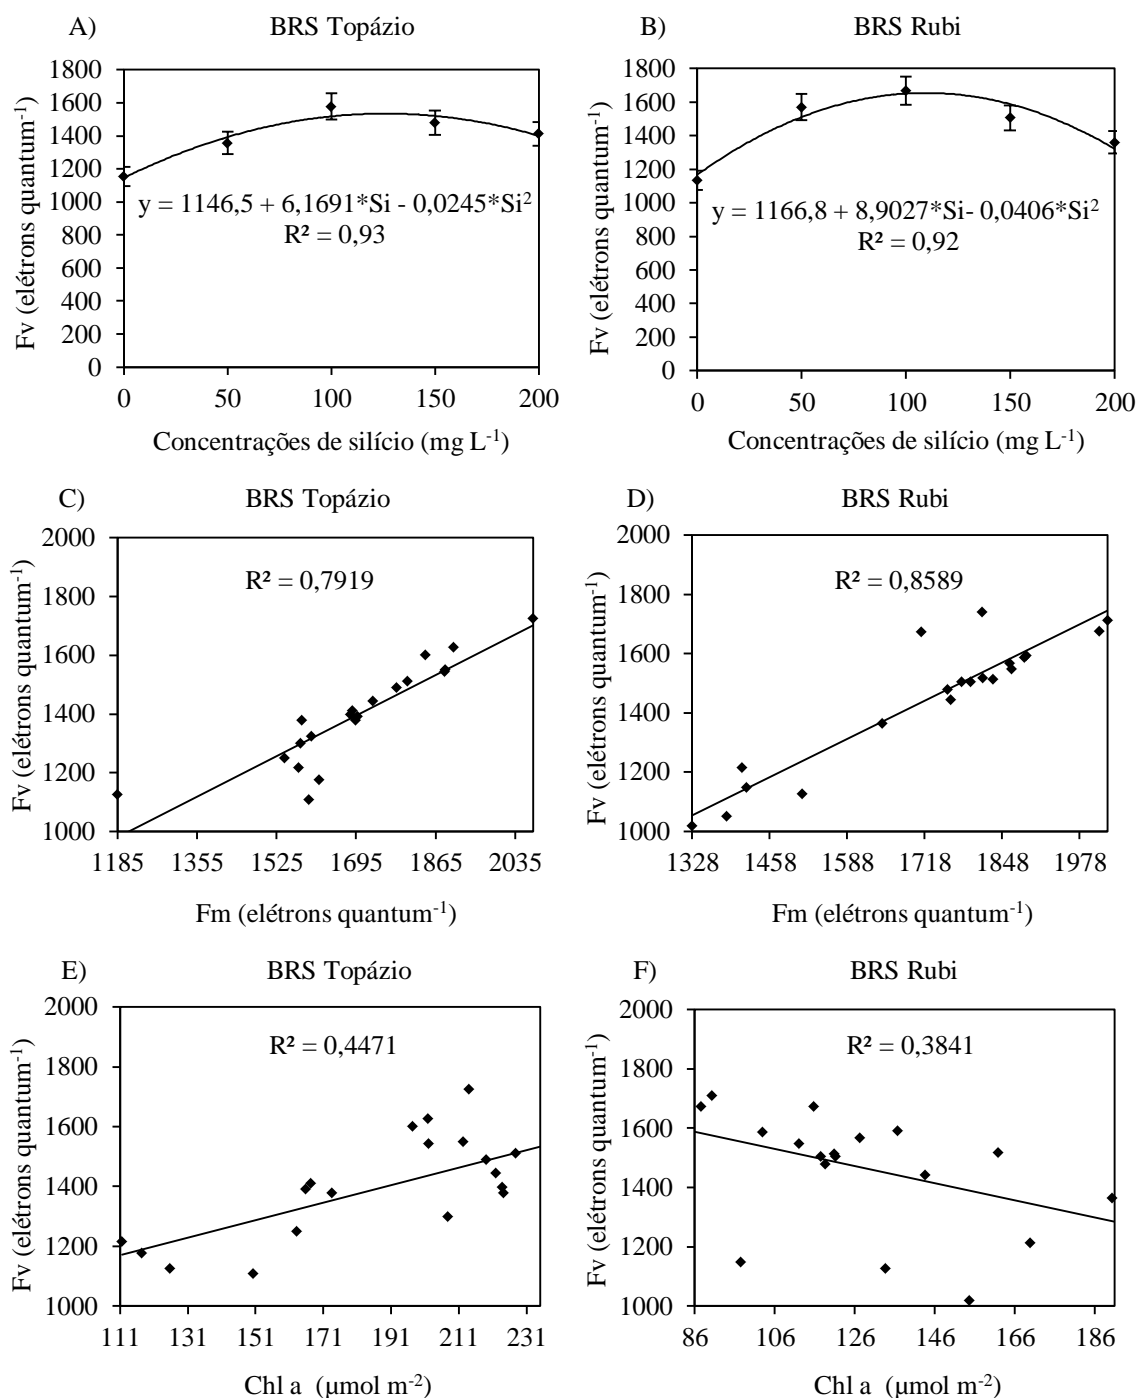 A) BRS Topázio
Fv (elétrons quantum-1)
1800
1600
1400
1200
1000
800
600
400
200
0
y = 1146,5 + 6,1691*Si - 0,0245*Si²
R² = 0,93
0 50 100 150 200
Concentrações de silício (mg L-1)
B) BRS Rubi
Fv (elétrons quantum-1)
1800
1600
1400
1200
1000
800
600
400
200
0
y = 1166,8 + 8,9027*Si- 0,0406*Si²
R² = 0,92
0 50 100 150 200
Concentrações de silício (mg L-1)
C) BRS Topázio
Fv (elétrons quantum-1)
2000
1800
1600
1400
1200
1000
R² = 0,7919
1185 1355 1525 1695 1865 2035
Fm (elétrons quantum-1)
D) BRS Rubi
Fv (elétrons quantum-1)
2000
1800
1600
1400
1200
1000
R² = 0,8589
1328 1458 1588 1718 1848 1978
Fm (elétrons quantum-1)
E) BRS Topázio
Fv (elétrons quantum-1)
2000
1800
1600
1400
1200
1000
R² = 0,4471
111 131 151 171 191 211 231
Chl a (µmol m-2)
F) BRS Rubi
Fv (elétrons quantum-1)
2000
1800
1600
1400
1200
1000
R² = 0,3841
86 106 126 146 166 186
Chl a (µmol m-2)